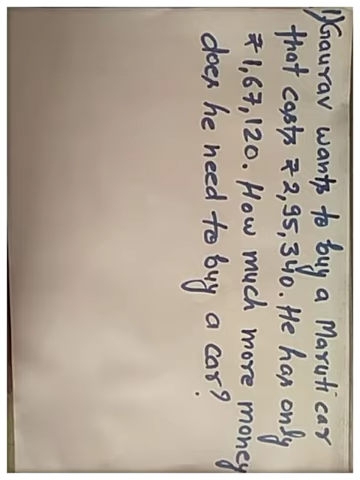 1) Gaurav wants to buy a Maruti car
that costs ₹ 2,95,340. He has only
₹ 1,67,120. How much more money
does he need to buy a car?